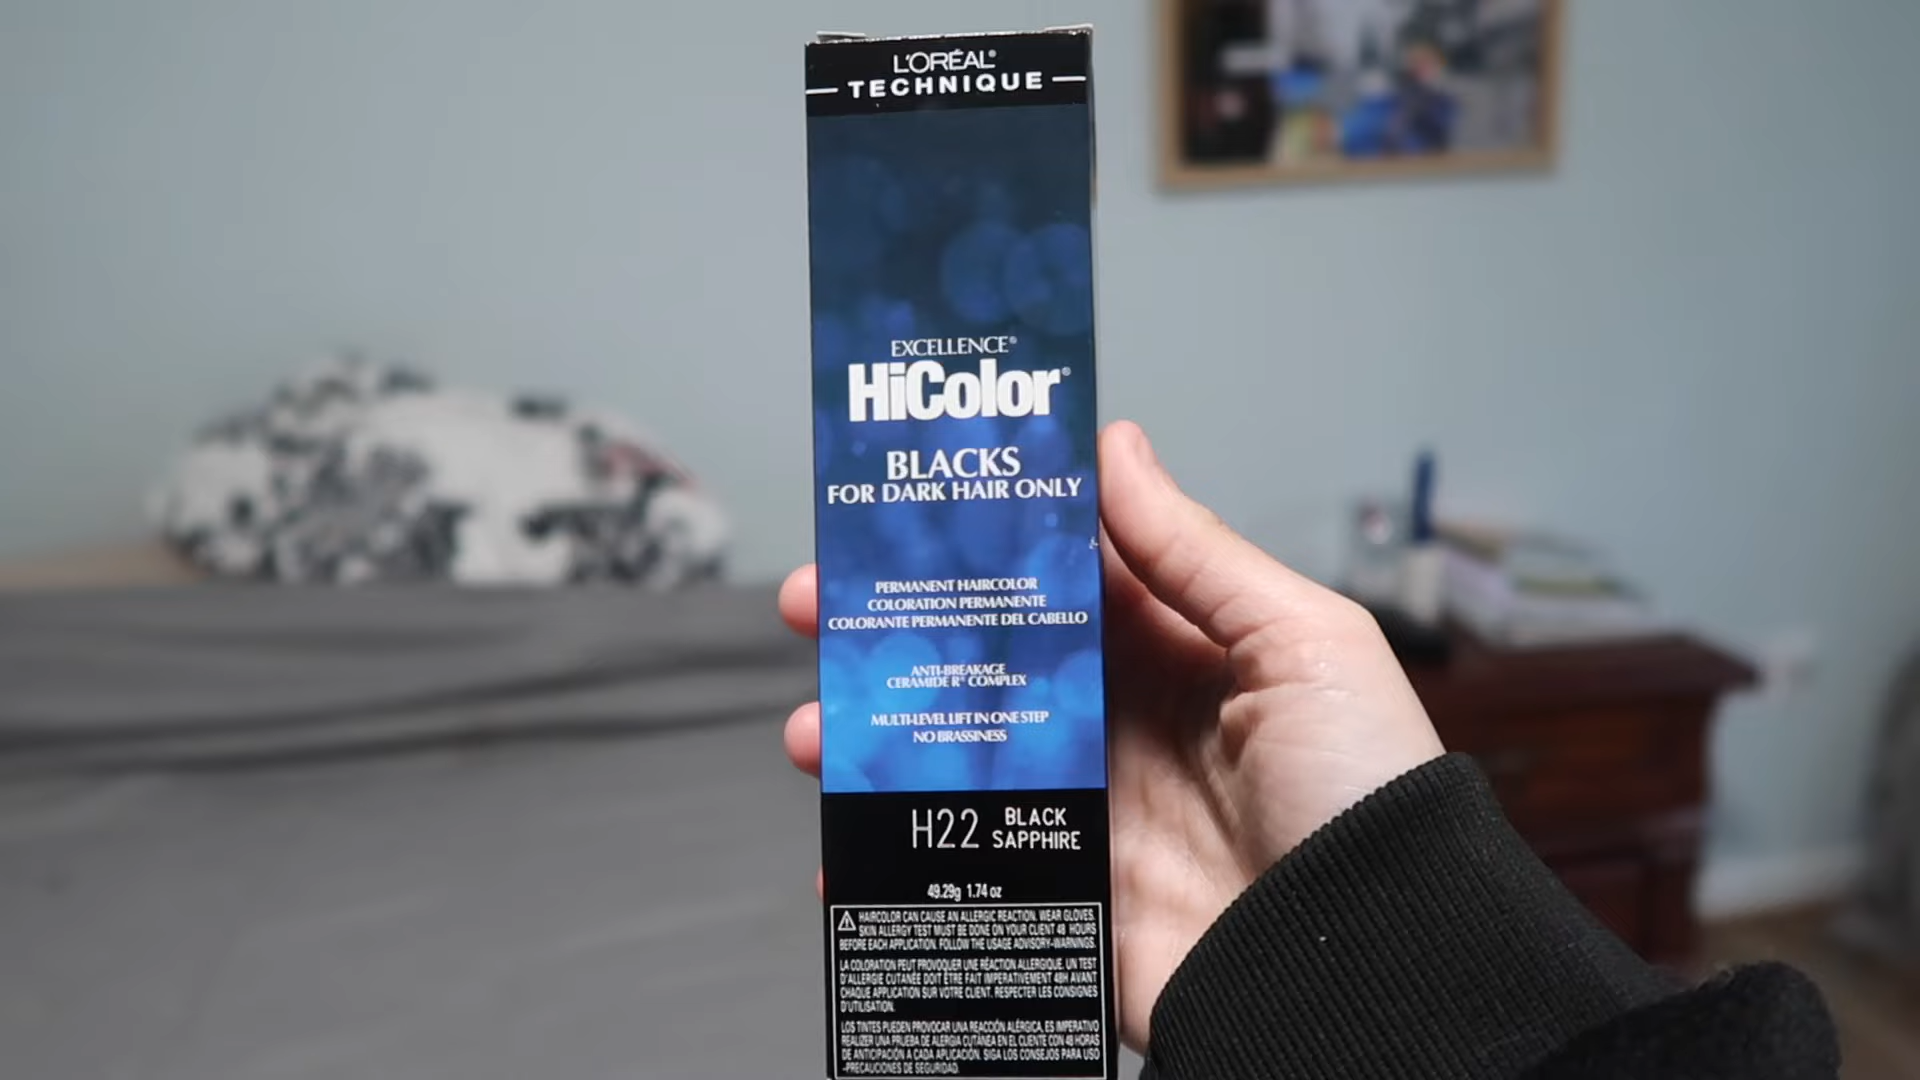 L'ORÉAL®
TECHNIQUE
EXCELLENCE®
HiColor®
BLACKS
FOR DARK HAIR ONLY
PERMANENT HAIRCOLOR
COLORATION PERMANENTE
COLORANTE PERMANENTE DEL CABELLO
ANTI-BREAKAGE
CERAMIDE R® COMPLEX
MULTI-LEVEL LIFT IN ONE STEP
NO BRASSINESS
H22 BLACK
SAPPHIRE
49.29g 1.74 oz
HAIRCOLOR CAN CAUSE AN ALLERGIC REACTION. WEAR GLOVES.
SKIN ALLERGY TEST MUST BE DONE ON YOUR CLIENT 48 HOURS
BEFORE EACH APPLICATION. FOLLOW THE USAGE ADVISORY-WARNINGS.
LA COLORATION PEUT PROVOQUER UNE RÉACTION ALLERGIQUE. UN TEST
D'ALLERGIE CUTANÉE DOIT ÊTRE FAIT IMPERATIVEMENT 48H AVANT
CHAQUE APPLICATION SUR VOTRE CLIENT. RESPECTER LES CONSIGNES
D'UTILISATION.
LOS TINTES PUEDEN PROVOCAR UNA REACCIÓN ALÉRGICA, ES IMPERATIVO
REALIZER UNA PRUEBA DE ALERGIA CUTÁNEA EN EL CLIENTE CON 48 HORAS
DE ANTICIPACIÓN A CADA APLICACIÓN. SIGA LOS CONSEJOS PARA USO
-PRECAUCIONES DE SEGURIDAD.